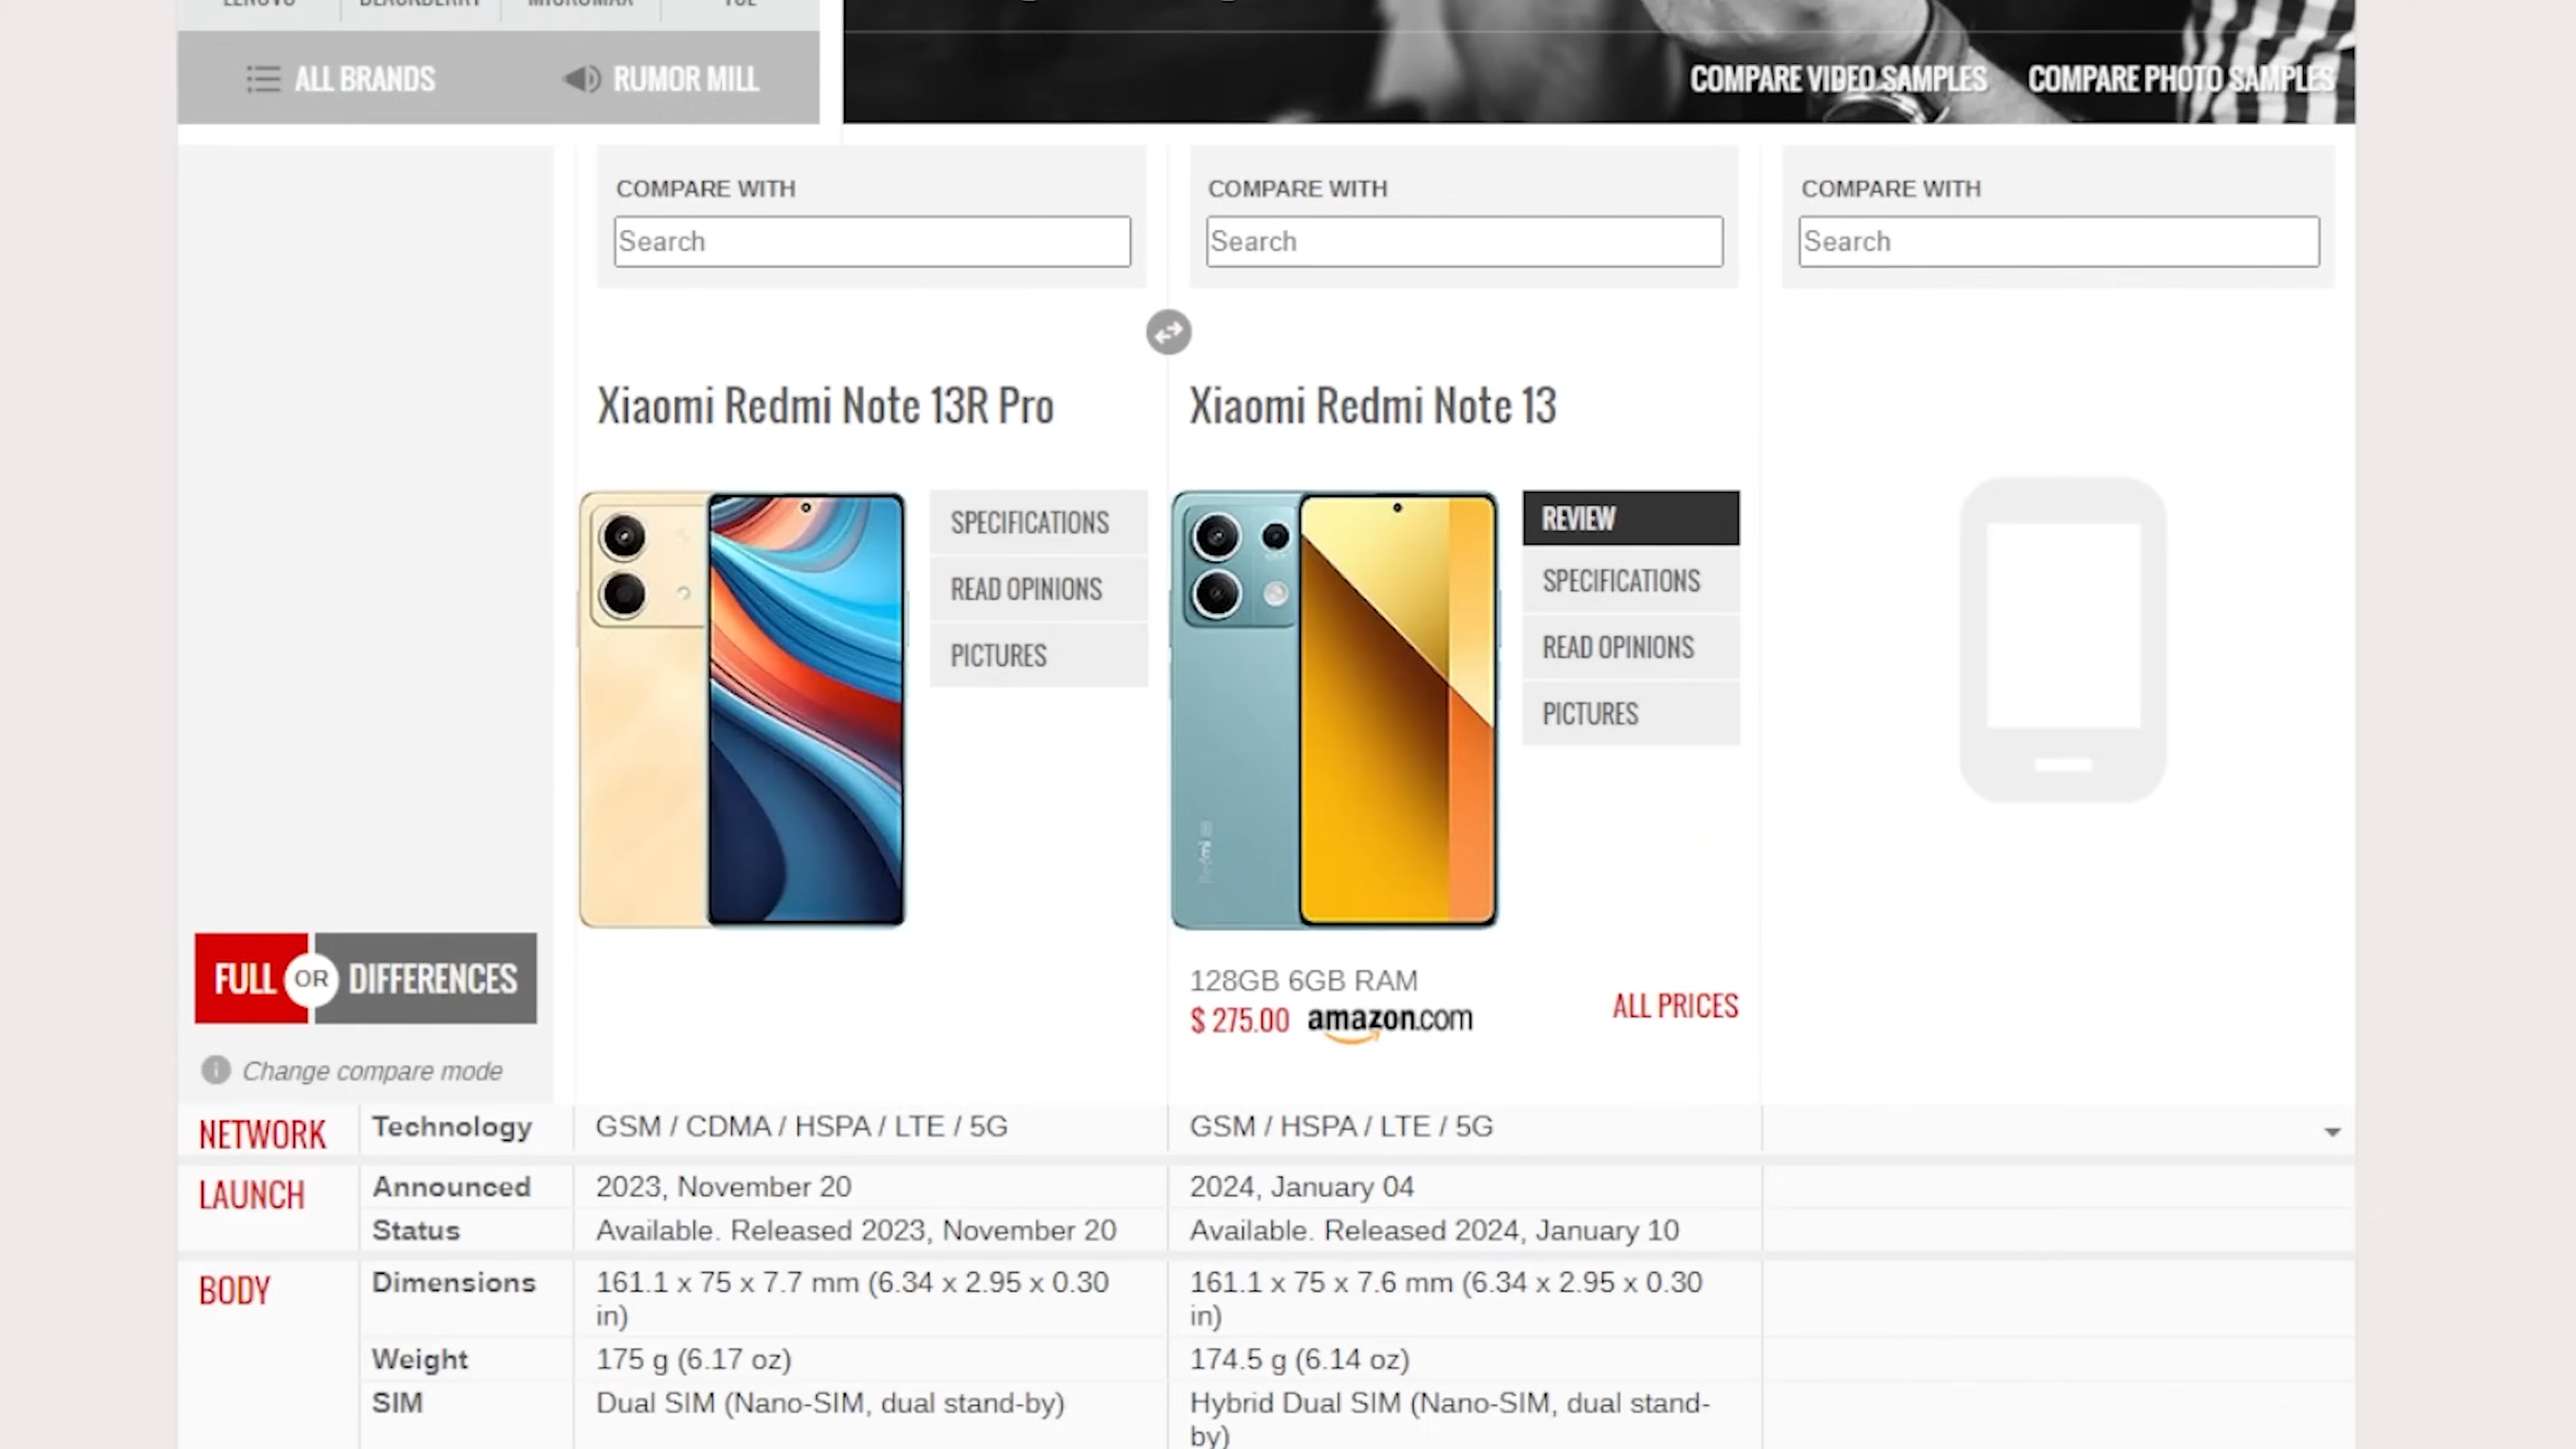 LENOVO BLACKBERRY MICROMAX TCL
ALL BRANDS RUMOR MILL
COMPARE VIDEO SAMPLES COMPARE PHOTO SAMPLES
COMPARE WITH COMPARE WITH COMPARE WITH
Search Search Search
Xiaomi Redmi Note 13R Pro Xiaomi Redmi Note 13
SPECIFICATIONS
READ OPINIONS
PICTURES
REVIEW
SPECIFICATIONS
READ OPINIONS
PICTURES
Redmi
128GB 6GB RAM
$ 275.00 amazon.com
ALL PRICES
FULL OR DIFFERENCES
Change compare mode
NETWORK Technology GSM / CDMA / HSPA / LTE / 5G GSM / HSPA / LTE / 5G
LAUNCH Announced 2023, November 20 2024, January 04
Status Available. Released 2023, November 20 Available. Released 2024, January 10
BODY Dimensions 161.1 x 75 x 7.7 mm (6.34 x 2.95 x 0.30 161.1 x 75 x 7.6 mm (6.34 x 2.95 x 0.30
in) in)
Weight 175 g (6.17 oz) 174.5 g (6.14 oz)
SIM Dual SIM (Nano-SIM, dual stand-by) Hybrid Dual SIM (Nano-SIM, dual stand-
by)